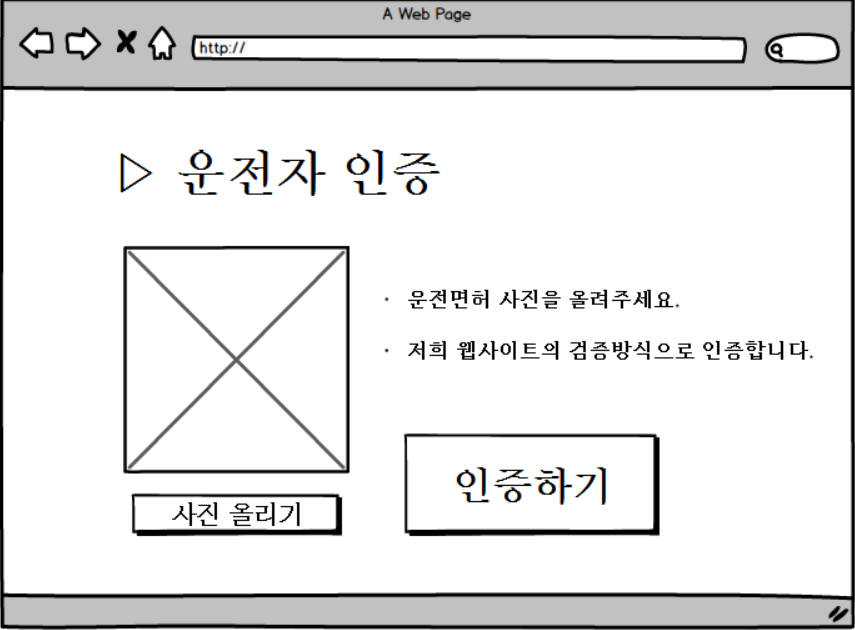 A Web Page
http://
▷ 운전자 인증
· 운전면허 사진을 올려주세요.
· 저희 웹사이트의 검증방식으로 인증합니다.
인증하기
사진 올리기